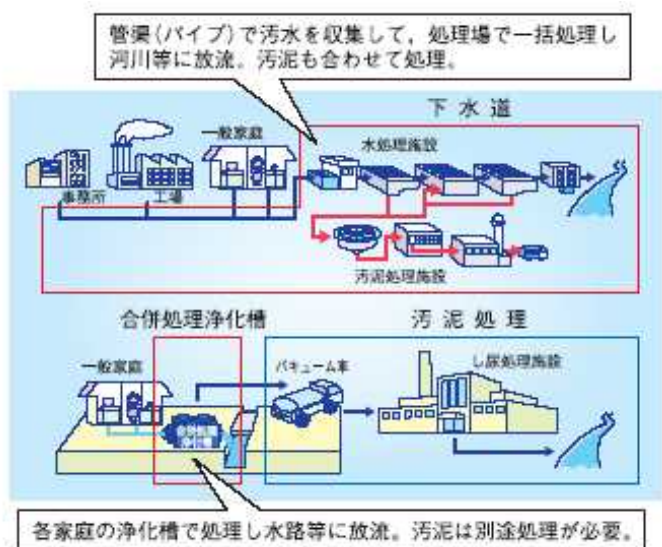 管渠(パイプ)で汚水を収集して，処理場で一括処理し
河川等に放流。汚泥も合わせて処理。
下水道
一般家庭
水処理施設
事務所
工場
汚泥処理施設
合併処理浄化槽
汚泥処理
一般家庭
バキューム車
し尿処理施設
各家庭の浄化槽で処理し水路等に放流。汚泥は別途処理が必要。